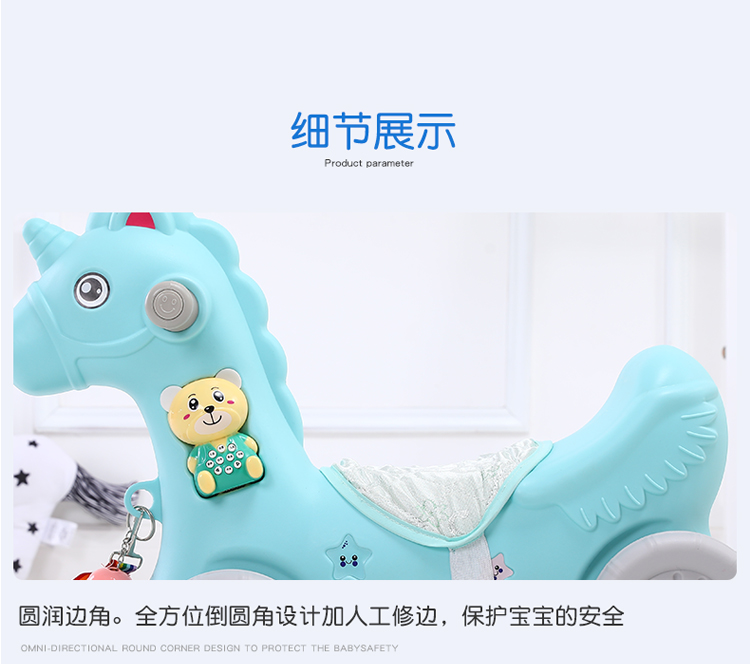 细节展示
Product parameter
圆润边角。全方位倒圆角设计加人工修边，保护宝宝的安全
OMNI-DIRECTIONAL ROUND CORNER DESIGN TO PROTECT THE BABYSAFETY